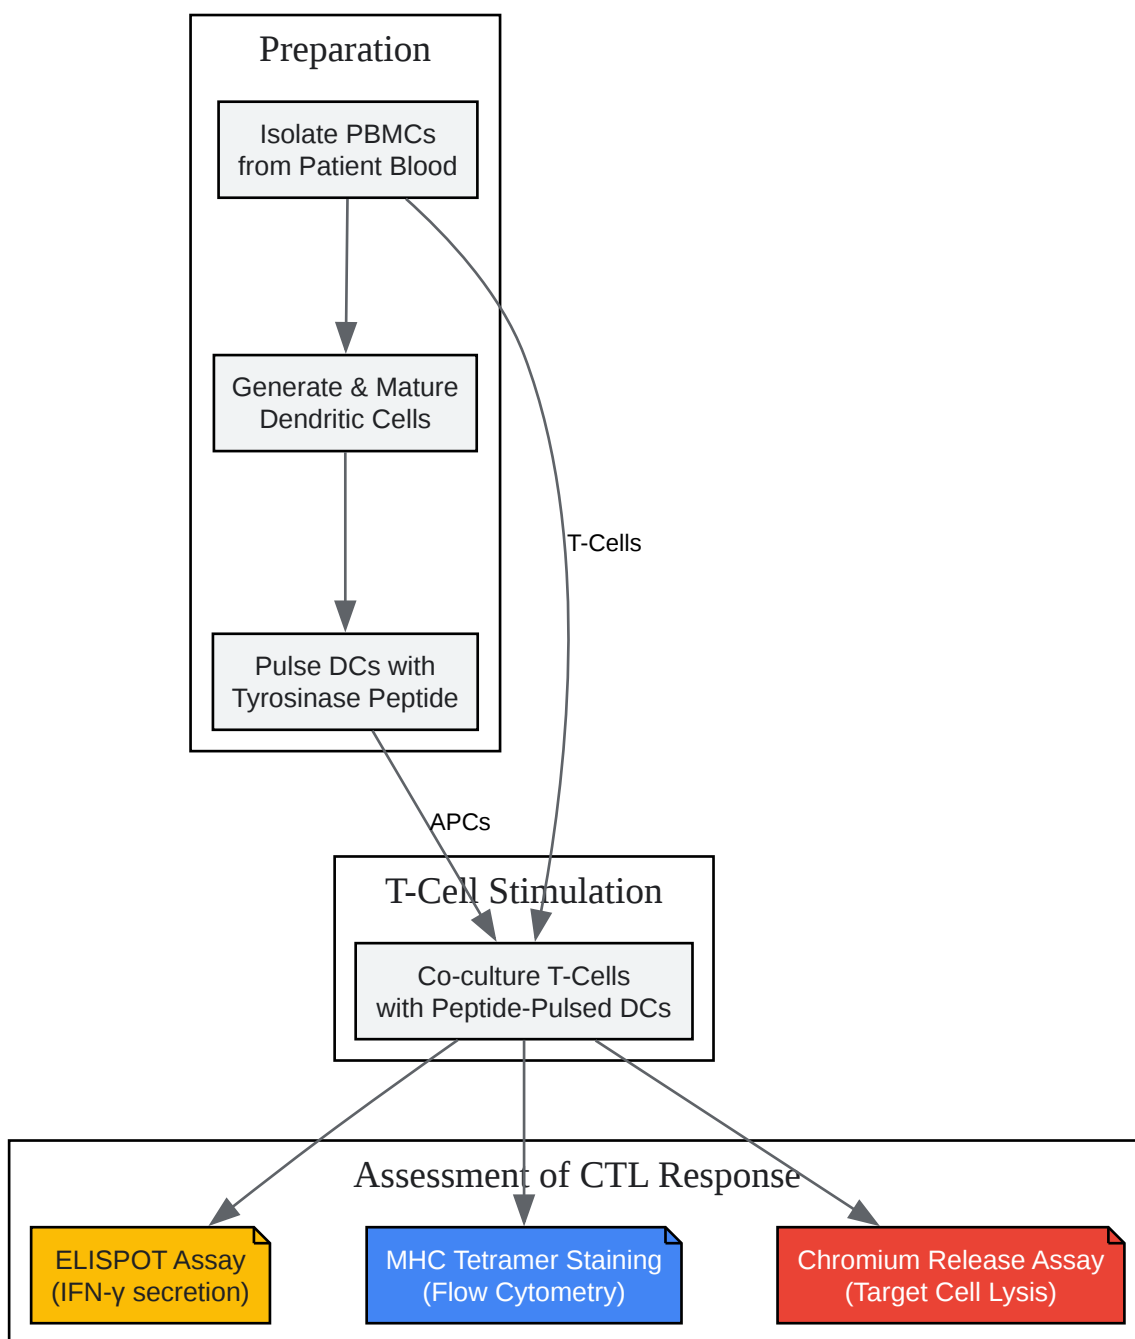 Preparation
Isolate PBMCs
from Patient Blood
Generate & Mature
Dendritic Cells
T-Cells
Pulse DCs with
Tyrosinase Peptide
APCs
T-Cell Stimulation
Co-culture T-Cells
with Peptide-Pulsed DCs
Assessment of CTL Response
ELISPOT Assay
(IFN-γ secretion)
MHC Tetramer Staining
(Flow Cytometry)
Chromium Release Assay
(Target Cell Lysis)